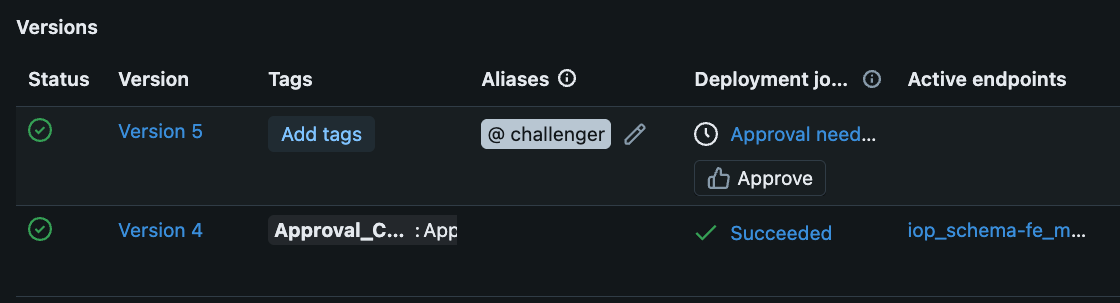 Versions
Status Version Tags Aliases Deployment jo... Active endpoints
Version 5 Add tags @ challenger Approval need...
Approve
Version 4 Approval_C... : App Succeeded iop_schema-fe_m...